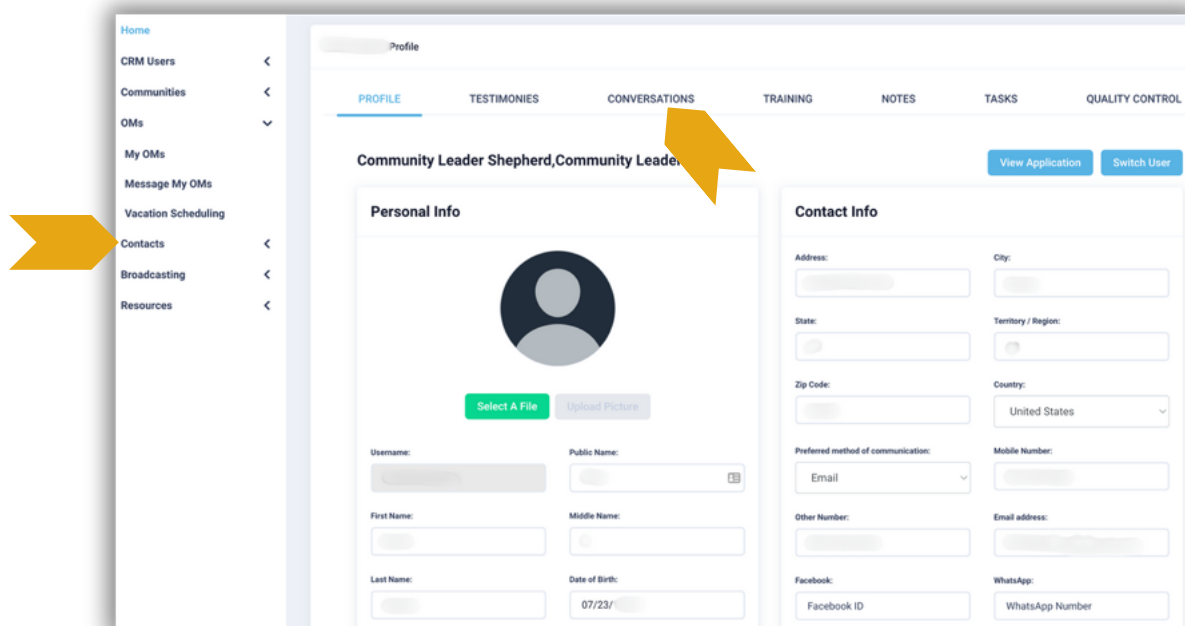 Home
CRM Users
Communities
OMs
My OMs
Message My OMs
Vacation Scheduling
Contacts
Broadcasting
Resources
Profile
PROFILE TESTIMONIES CONVERSATIONS TRAINING NOTES TASKS QUALITY CONTROL
Community Leader Shepherd,Community Leader
View Application Switch User
Personal Info
Select A File Upload Picture
Username: Public Name:
First Name: Middle Name:
Last Name: Date of Birth:
07/23/
Contact Info
Address: City:
State: Territory / Region:
Zip Code: Country:
United States
Preferred method of communication: Mobile Number:
Email
Other Number: Email address:
Facebook: WhatsApp:
Facebook ID WhatsApp Number